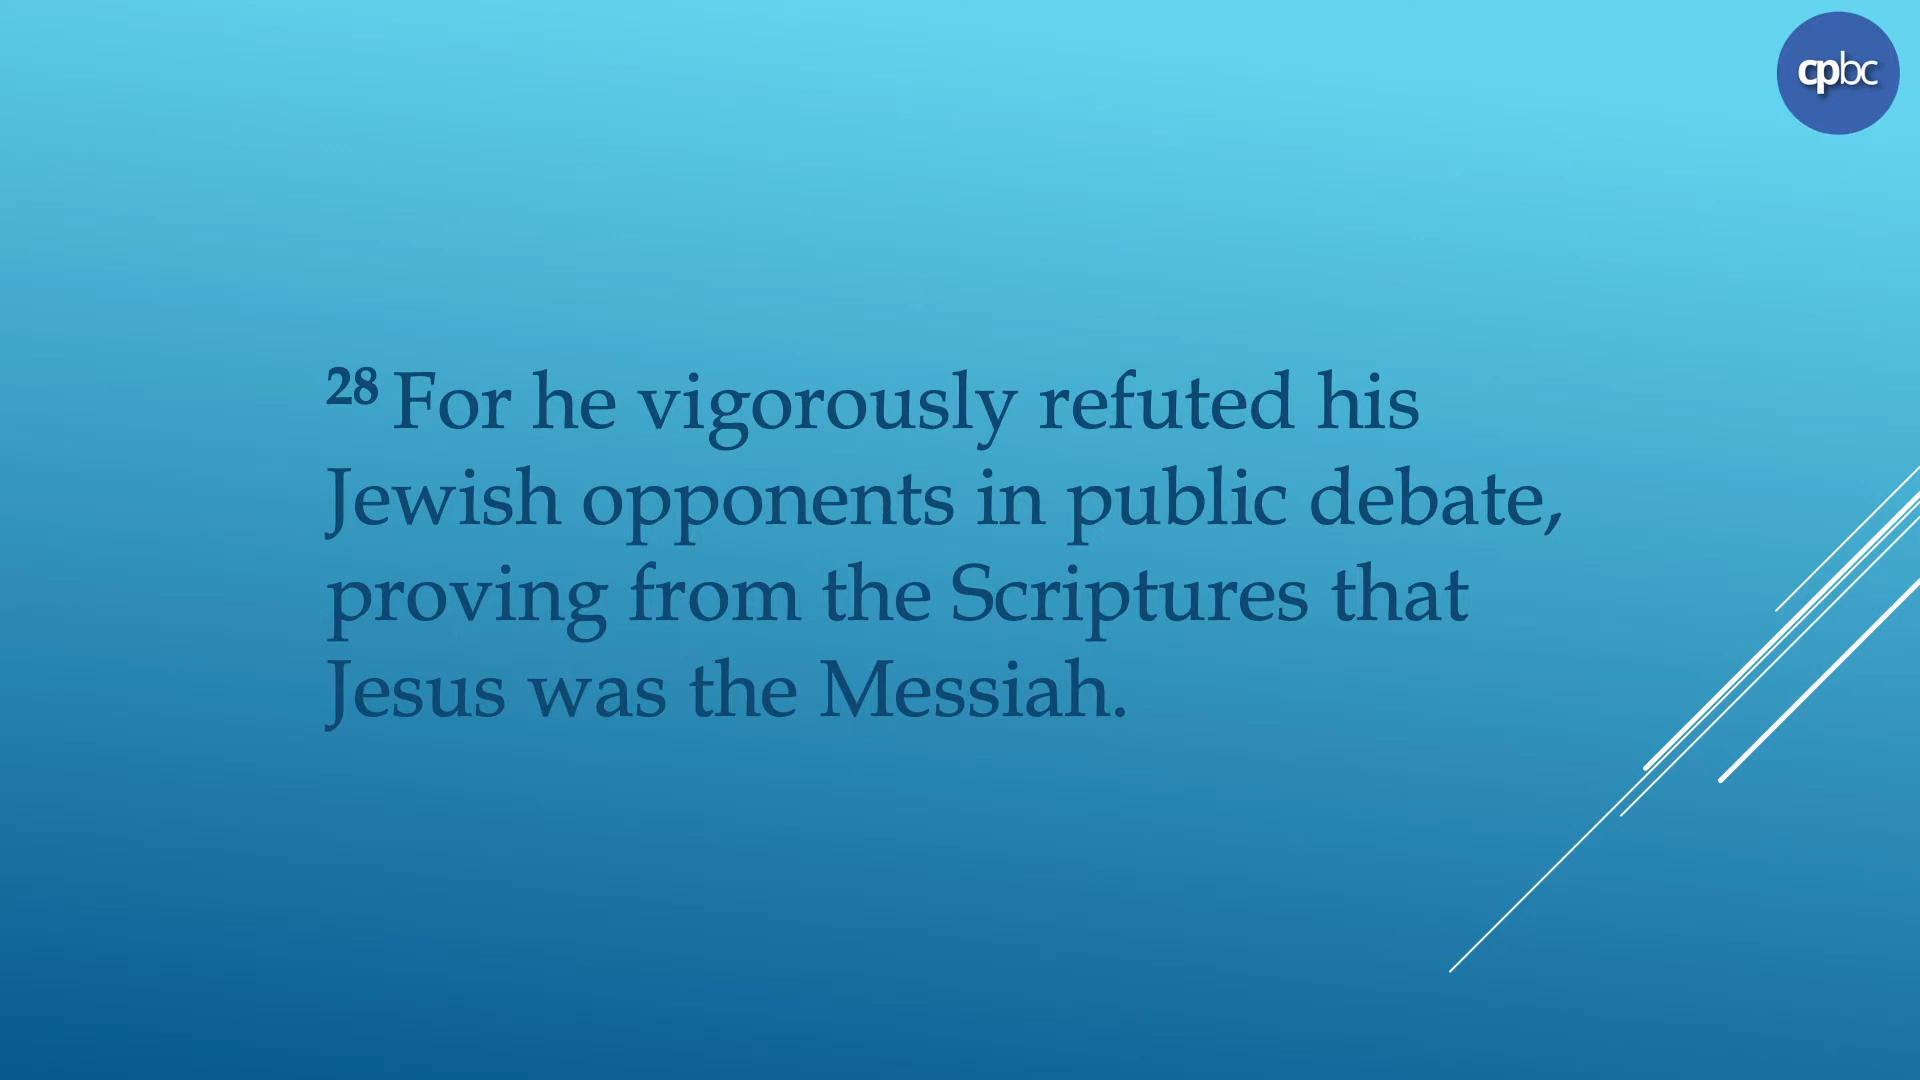 cpbc
28 For he vigorously refuted his
Jewish opponents in public debate,
proving from the Scriptures that
Jesus was the Messiah.